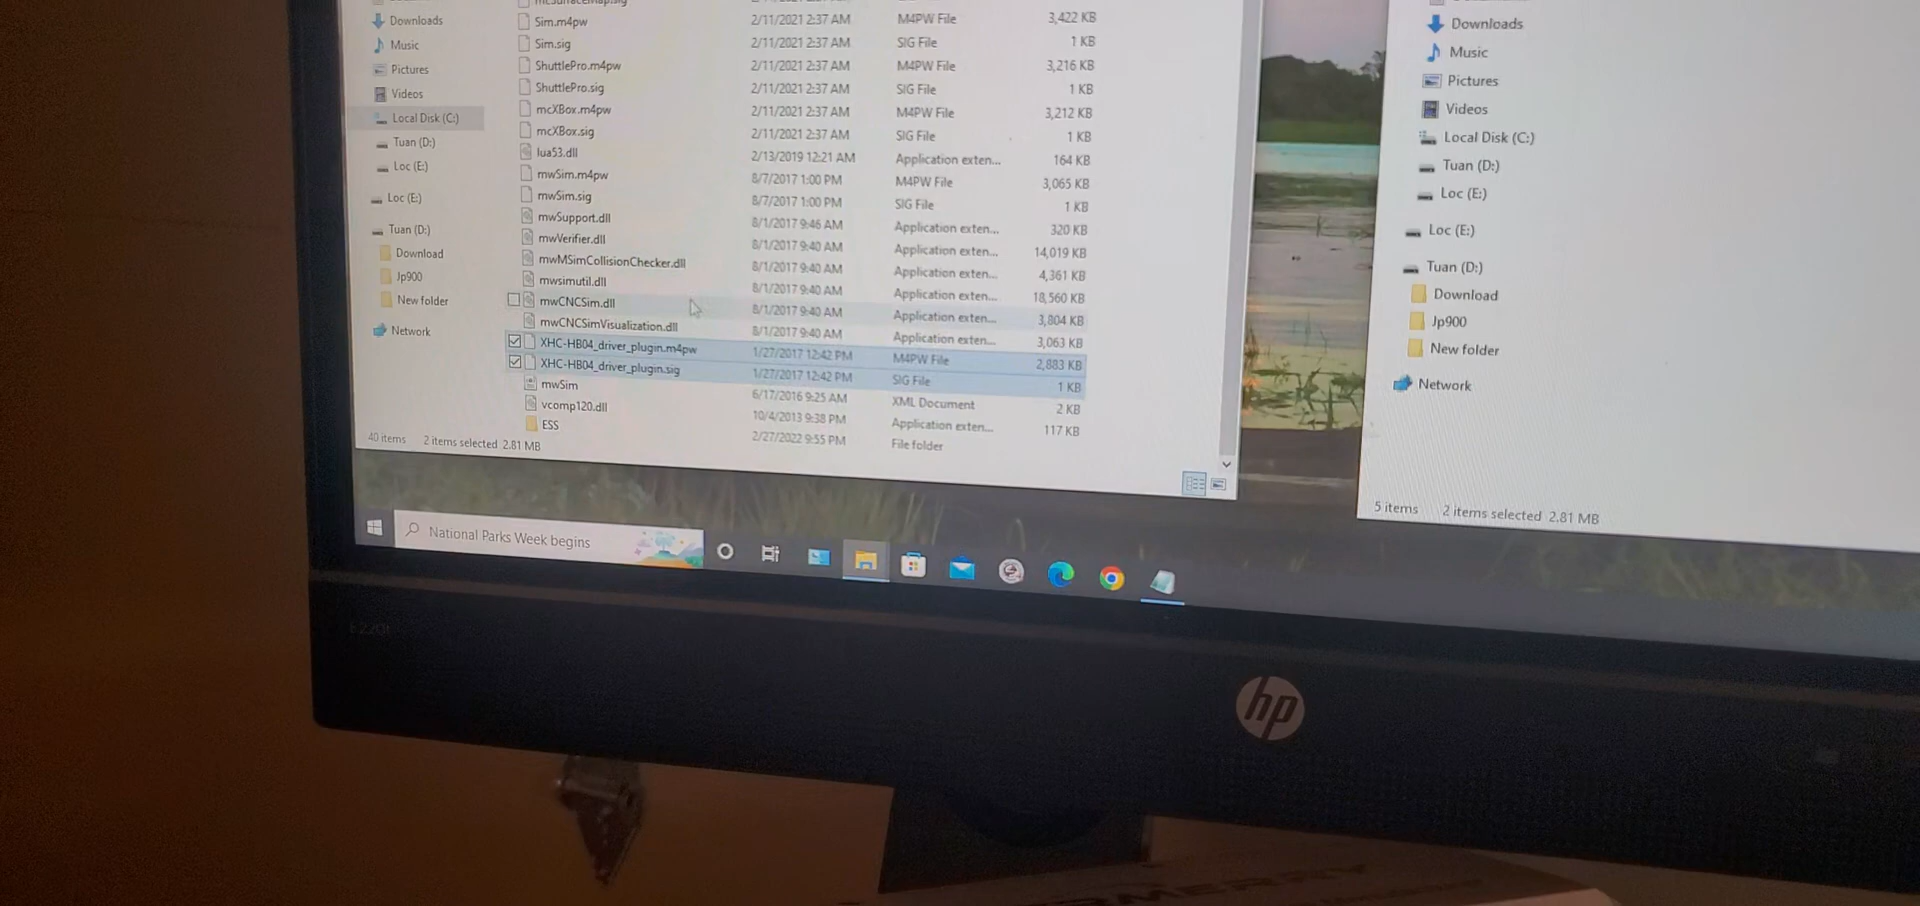 Downloads
Music
Pictures
Videos
Local Disk (C:)
Tuan (D:)
Loc (E:)
Loc (E:)
Tuan (D:)
Download
Jp900
New folder
Network
2/11/2021 2:37 AM M4PW File 3,422 KB
Sim.m4pw 2/11/2021 2:37 AM SIG File 1 KB
Sim.sig 2/11/2021 2:37 AM M4PW File 3,216 KB
ShuttlePro.m4pw 2/11/2021 2:37 AM SIG File 1 KB
ShuttlePro.sig 2/11/2021 2:37 AM M4PW File 3,212 KB
mcXBox.m4pw 2/11/2021 2:37 AM SIG File 1 KB
mcXBox.sig 2/13/2019 12:21 AM Application exten... 164 KB
lua53.dll 8/7/2017 1:00 PM M4PW File 3,065 KB
mwSim.m4pw 8/7/2017 1:00 PM SIG File 1 KB
mwSim.sig 8/1/2017 9:46 AM Application exten... 320 KB
mwSupport.dll 8/1/2017 9:40 AM Application exten... 14,019 KB
mwVerifier.dll 8/1/2017 9:40 AM Application exten... 4,361 KB
mwMSimCollisionChecker.dll 8/1/2017 9:40 AM Application exten... 18,560 KB
mwsimutil.dll 8/1/2017 9:40 AM Application exten... 3,804 KB
mwCNCSim.dll 8/1/2017 9:40 AM Application exten... 3,063 KB
mwCNCSimVisualization.dll
XHC-HB04_driver_plugin.m4pw 1/27/2017 12:42 PM M4PW File 2,883 KB
XHC-HB04_driver_plugin.sig 1/27/2017 12:42 PM SIG File 1 KB
mwSim 6/17/2016 9:25 AM XML Document 2 KB
vcomp120.dll 10/4/2013 9:38 PM Application exten... 117 KB
ESS 2/27/2022 9:55 PM File folder
40 items 2 items selected 2.81 MB
Downloads
Music
Pictures
Videos
Local Disk (C:)
Tuan (D:)
Loc (E:)
Loc (E:)
Tuan (D:)
Download
Jp900
New folder
Network
5 items 2 items selected 2.81 MB
National Parks Week begins
hp